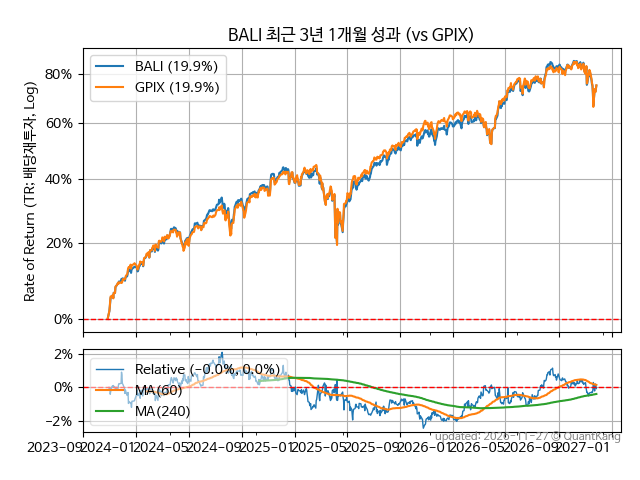 BALI 최근 3년 1개월 성과 (vs GPIX)
Rate of Return (TR: 배당재투자, Log)
80%
60%
40%
20%
0%
BALI (19.9%)
GPIX (19.9%)
2%
0%
−2%
Relative (−0.0%, 0.0%)
MA(60)
MA(240)
2023−09
2024−01
2024−05
2024−09
2025−01
2025−05
2025−09
2026−01
2026−05
2026−09
2027−01
updated: 2026−11−27 © QuantKang